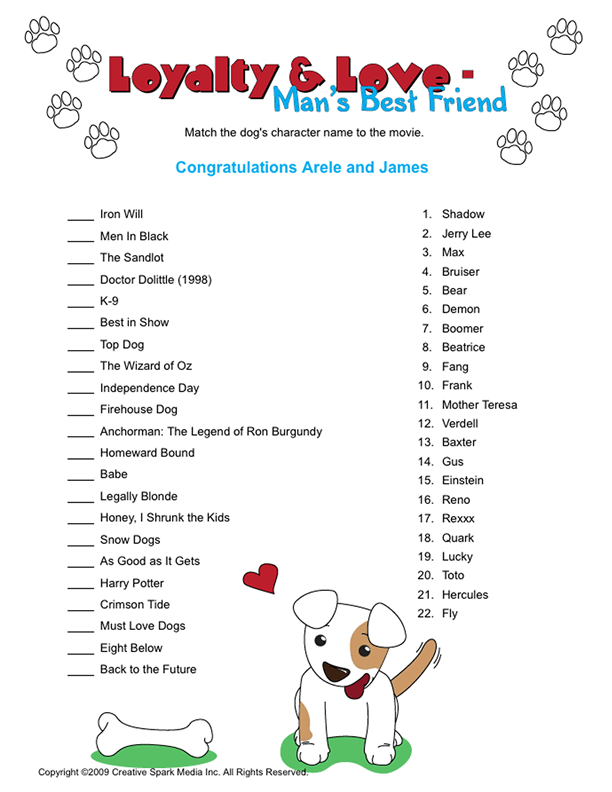 Loyalty & Love -
Man's Best Friend
Match the dog's character name to the movie.
Congratulations Arele and James
____ Iron Will
____ Men In Black
____ The Sandlot
____ Doctor Dolittle (1998)
____ K-9
____ Best in Show
____ Top Dog
____ The Wizard of Oz
____ Independence Day
____ Firehouse Dog
____ Anchorman: The Legend of Ron Burgundy
____ Homeward Bound
____ Babe
____ Legally Blonde
____ Honey, I Shrunk the Kids
____ Snow Dogs
____ As Good as It Gets
____ Harry Potter
____ Crimson Tide
____ Must Love Dogs
____ Eight Below
____ Back to the Future
1. Shadow
2. Jerry Lee
3. Max
4. Bruiser
5. Bear
6. Demon
7. Boomer
8. Beatrice
9. Fang
10. Frank
11. Mother Teresa
12. Verdell
13. Baxter
14. Gus
15. Einstein
16. Reno
17. Rexxx
18. Quark
19. Lucky
20. Toto
21. Hercules
22. Fly
Copyright ©2009 Creative Spark Media Inc. All Rights Reserved.